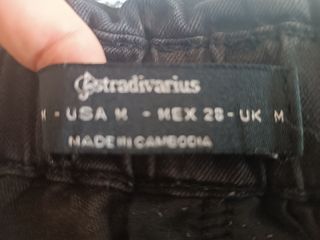 stradivarius
M - USA M - MEX 28 - UK M
MADE IN CAMBODIA